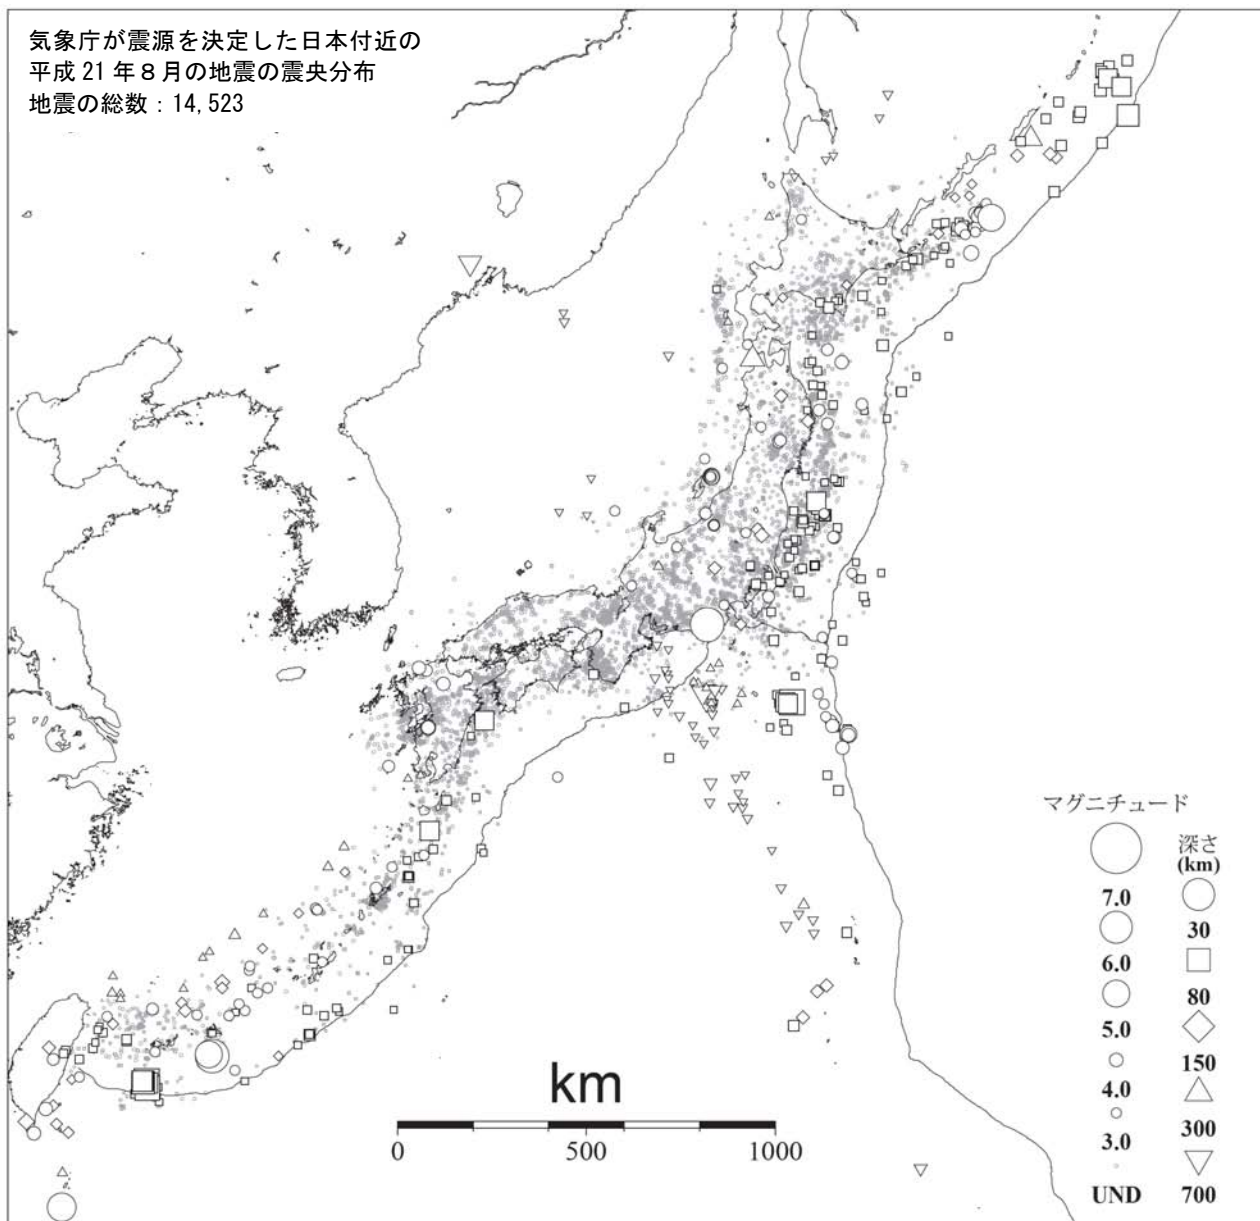 気象庁が震源を決定した日本付近の
平成21年8月の地震の震央分布
地震の総数：14,523
マグニチュード
深さ
(km)
7.0
30
6.0
80
5.0
150
4.0
300
3.0
UND
700
km
0
500
1000